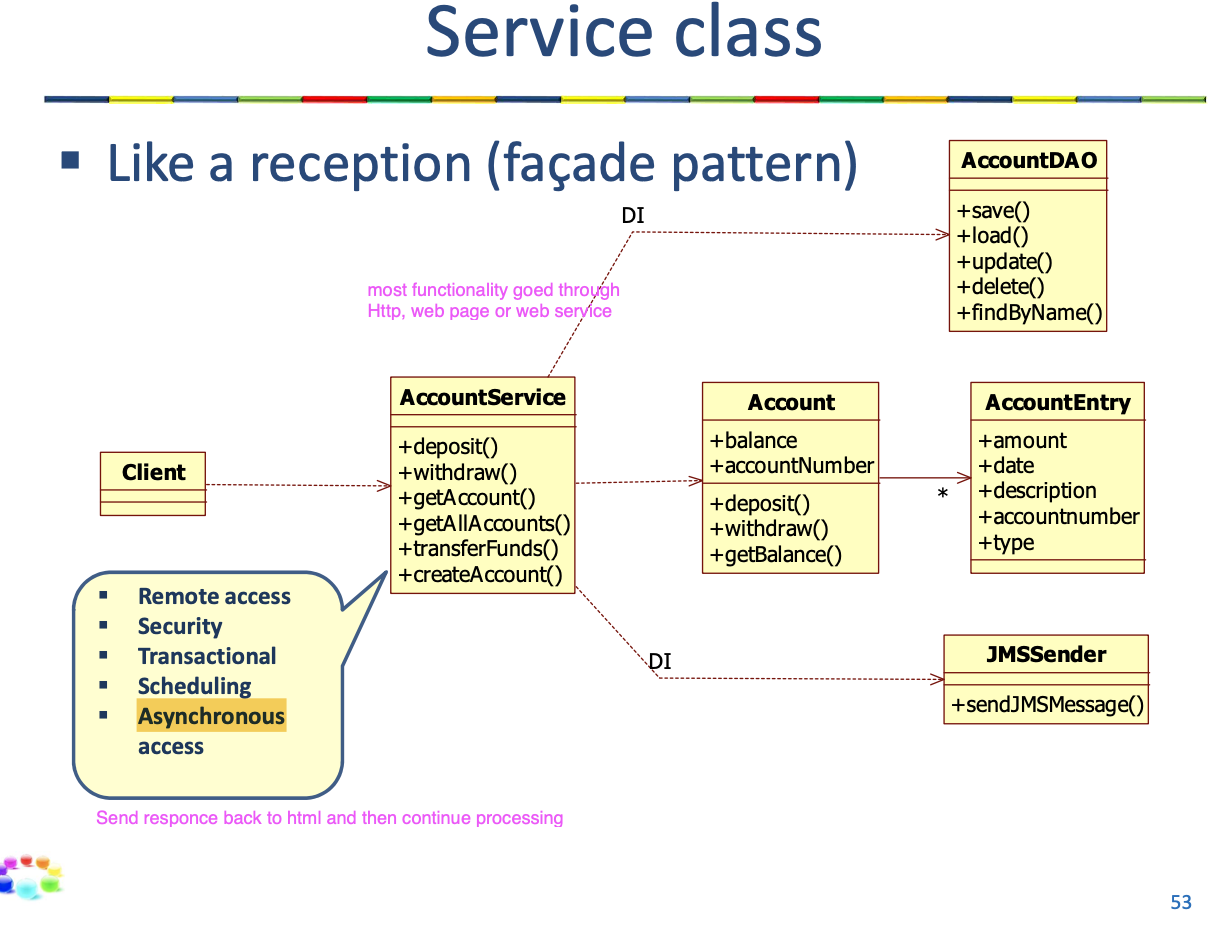 Service class
▪ Like a reception (façade pattern)
AccountDAO
+save()
+load()
+update()
+delete()
+findByName()
DI
most functionality goed through
Http, web page or web service
AccountService
+deposit()
+withdraw()
+getAccount()
+getAllAccounts()
+transferFunds()
+createAccount()
Account
+balance
+accountNumber
+deposit()
+withdraw()
+getBalance()
AccountEntry
+amount
+date
+description
+accountnumber
+type
*
Client
▪ Remote access
▪ Security
▪ Transactional
▪ Scheduling
▪ Asynchronous
access
DI
JMSSender
+sendJMSMessage()
Send responce back to html and then continue processing
53